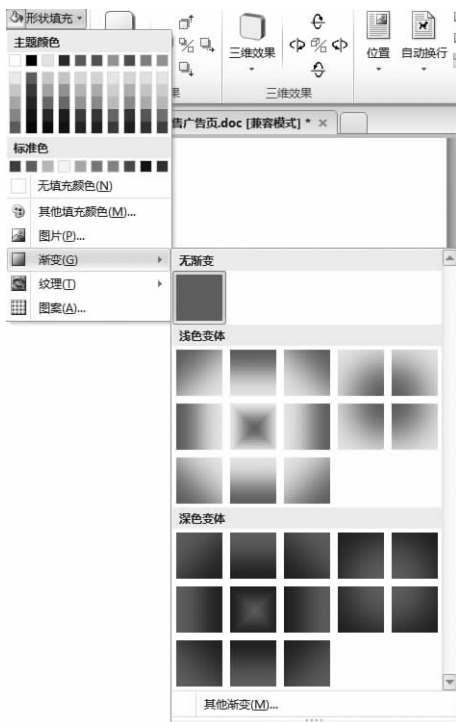 形状填充
三维效果
位置
自动换行
果
三维效果
售广告页.doc [兼容模式] * ×
主题颜色
标准色
无填充颜色(N)
其他填充颜色(M)...
图片(P)...
渐变(G)
纹理(T)
图案(A)...
无渐变
浅色变体
深色变体
其他渐变(M)...